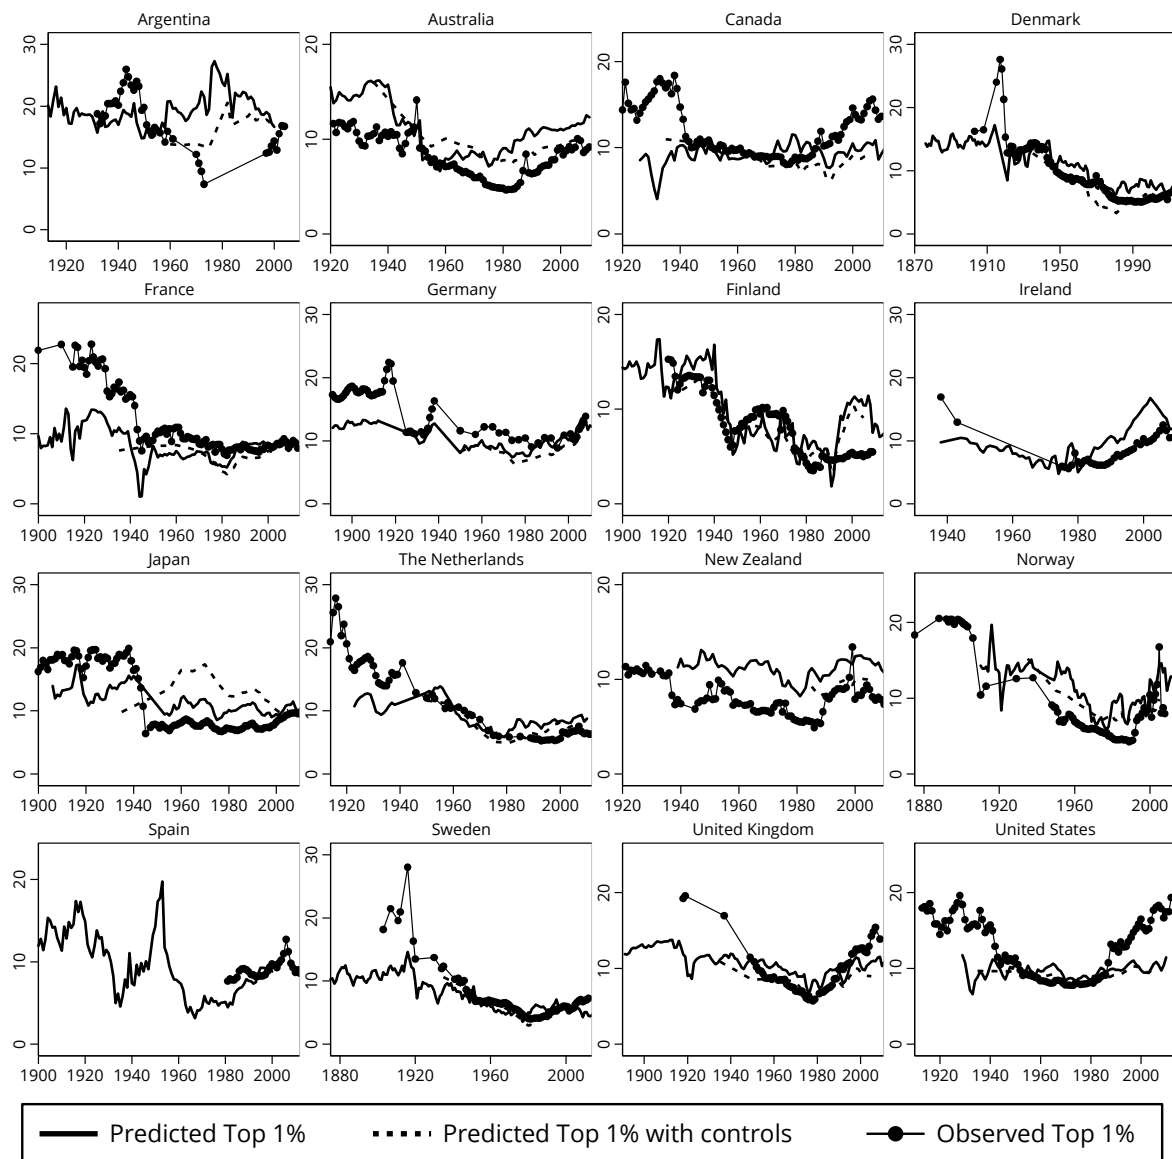 Argentina
0 10 20 30
1920 1940 1960 1980 2000
Australia
0 10 20
1920 1940 1960 1980 2000
Canada
0 10 20
1920 1940 1960 1980 2000
Denmark
0 10 20 30
1870 1910 1950 1990
France
0 10 20
1900 1920 1940 1960 1980 2000
Germany
0 10 20 30
1900 1920 1940 1960 1980 2000
Finland
0 10 20
1900 1920 1940 1960 1980 2000
Ireland
0 10 20 30
1940 1960 1980 2000
Japan
0 10 20 30
1900 1920 1940 1960 1980 2000
The Netherlands
0 10 20 30
1920 1940 1960 1980 2000
New Zealand
0 10 20
1920 1940 1960 1980 2000
Norway
0 10 20
1880 1920 1960 2000
Spain
0 10 20
1900 1920 1940 1960 1980 2000
Sweden
0 10 20 30
1880 1920 1960 2000
United Kingdom
0 10 20
1900 1920 1940 1960 1980 2000
United States
0 10 20
1920 1940 1960 1980 2000
Predicted Top 1%
Predicted Top 1% with controls
Observed Top 1%